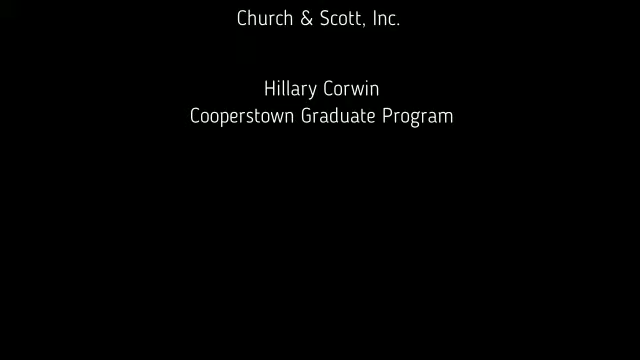 Church & Scott, Inc.
Hillary Corwin
Cooperstown Graduate Program